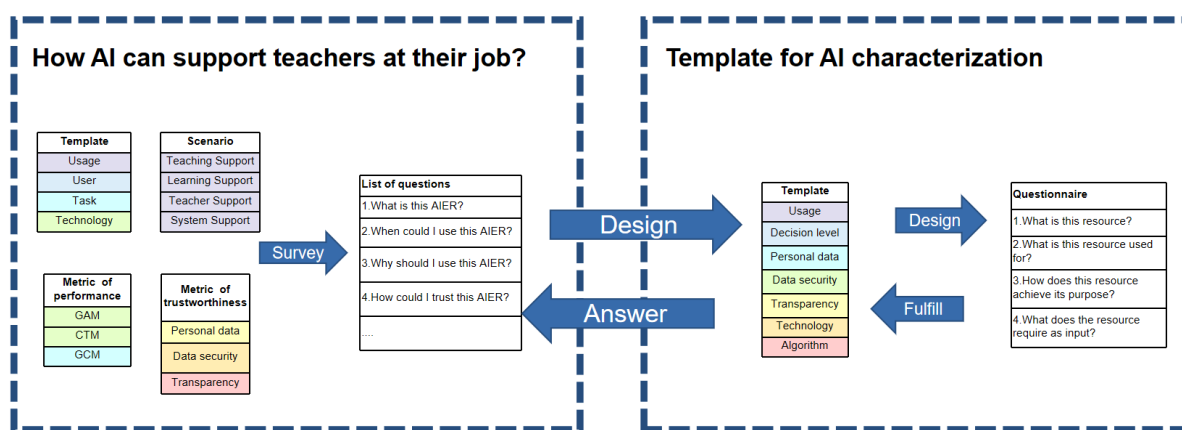 How AI can support teachers at their job?
Template
Usage
User
Task
Technology
Scenario
Teaching Support
Learning Support
Teacher Support
System Support
Metric of
performance
GAM
CTM
GCM
Metric of
trustworthiness
Personal data
Data security
Transparency
Survey
List of questions
1.What is this AIER?
2.When could I use this AIER?
3.Why should I use this AIER?
4.How could I trust this AIER?
....
Design
Answer
Template for AI characterization
Template
Usage
Decision level
Personal data
Data security
Transparency
Technology
Algorithm
Design
Fulfill
Questionnaire
1.What is this resource?
2.What is this resource used
for?
3.How does this resource
achieve its purpose?
4.What does the resource
require as input?